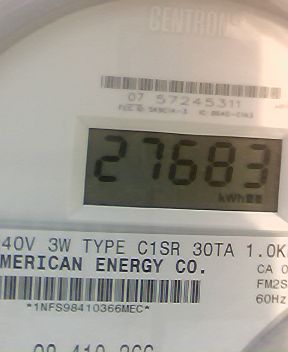 CENTRON
07 57245311
27683
kWh
40V 3W TYPE C1SR 30TA 1.0K
MERICAN ENERGY CO.
CA 0
FM2S
60Hz
*1NFS98410366MEC*